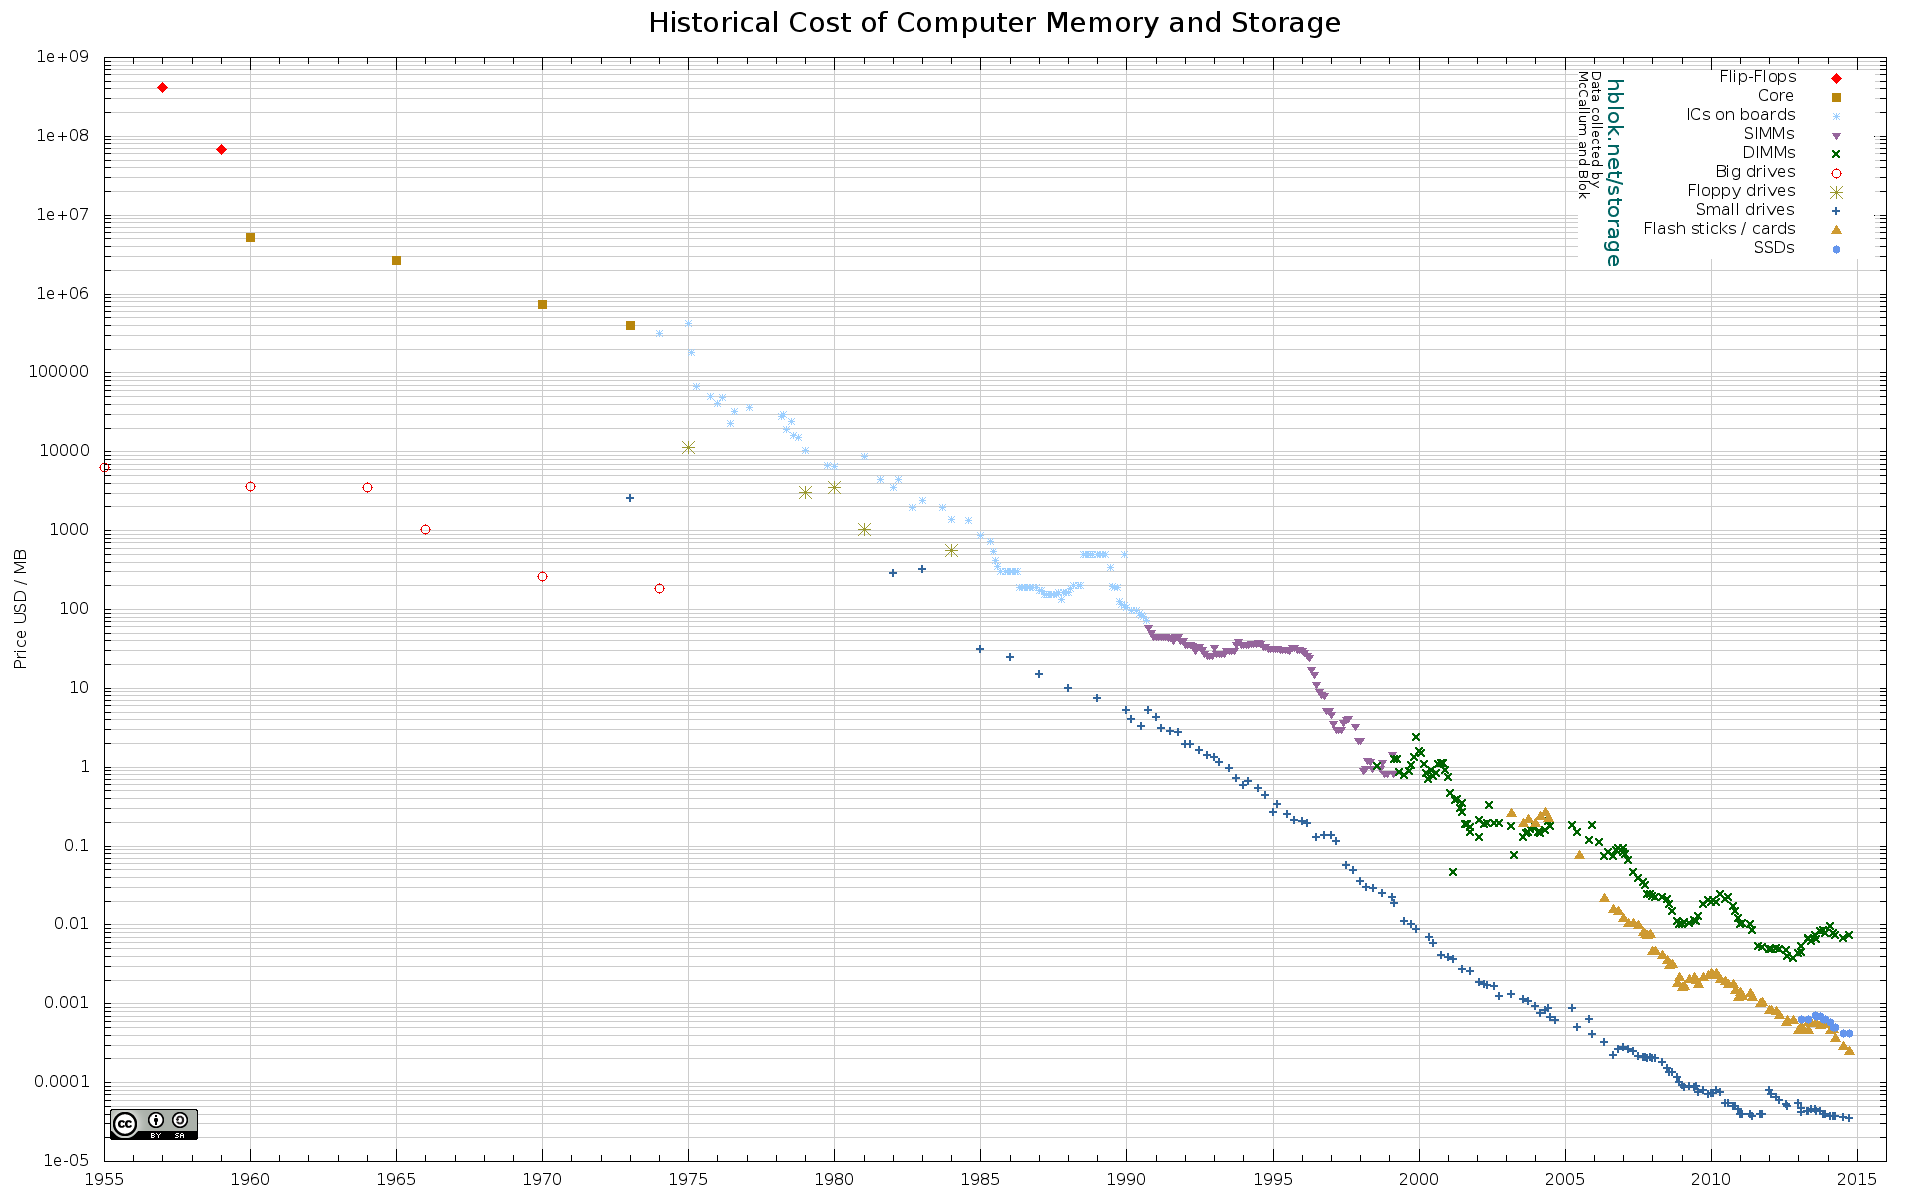 Historical Cost of Computer Memory and Storage
1e+09
1e+08
1e+07
1e+06
100000
10000
1000
100
10
1
0.1
0.01
0.001
0.0001
1e-05
Price USD / MB
1955
1960
1965
1970
1975
1980
1985
1990
1995
2000
2005
2010
2015
Flip-Flops
Core
ICs on boards
SIMMs
DIMMs
Big drives
Floppy drives
Small drives
Flash sticks / cards
SSDs
hblok.net/storage
Data collected by
McCallum and Blok
cc
BY SA